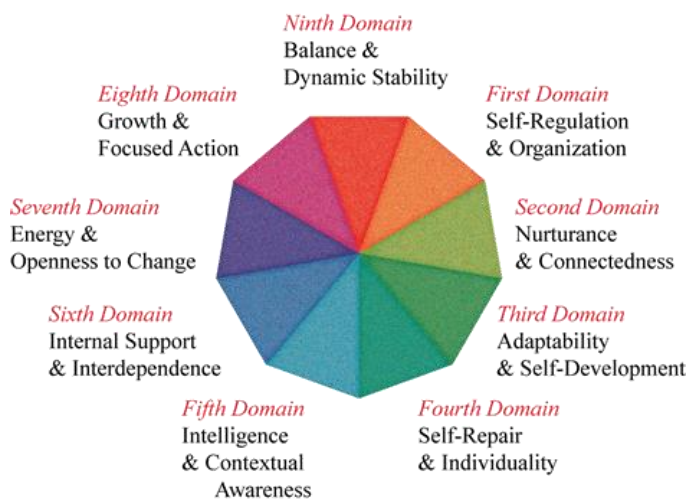 Ninth Domain
Balance &
Dynamic Stability
Eighth Domain
Growth &
Focused Action
First Domain
Self-Regulation
& Organization
Seventh Domain
Energy &
Openness to Change
Second Domain
Nurturance
& Connectedness
Sixth Domain
Internal Support
& Interdependence
Third Domain
Adaptability
& Self-Development
Fifth Domain
Intelligence
& Contextual
Awareness
Fourth Domain
Self-Repair
& Individuality